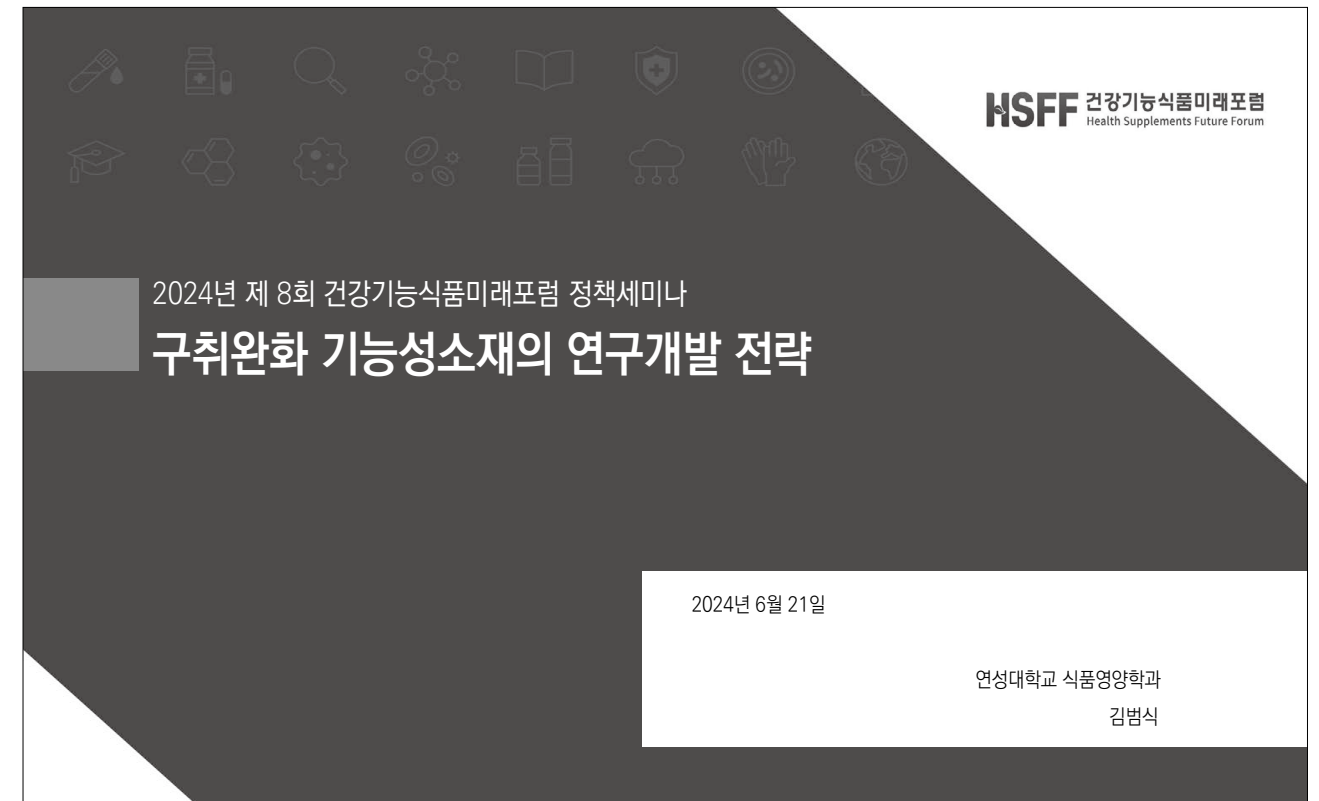 HSFF 건강기능식품미래포럼
Health Supplements Future Forum
2024년 제 8회 건강기능식품미래포럼 정책세미나
구취완화 기능성소재의 연구개발 전략
2024년 6월 21일
연성대학교 식품영양학과
김범식